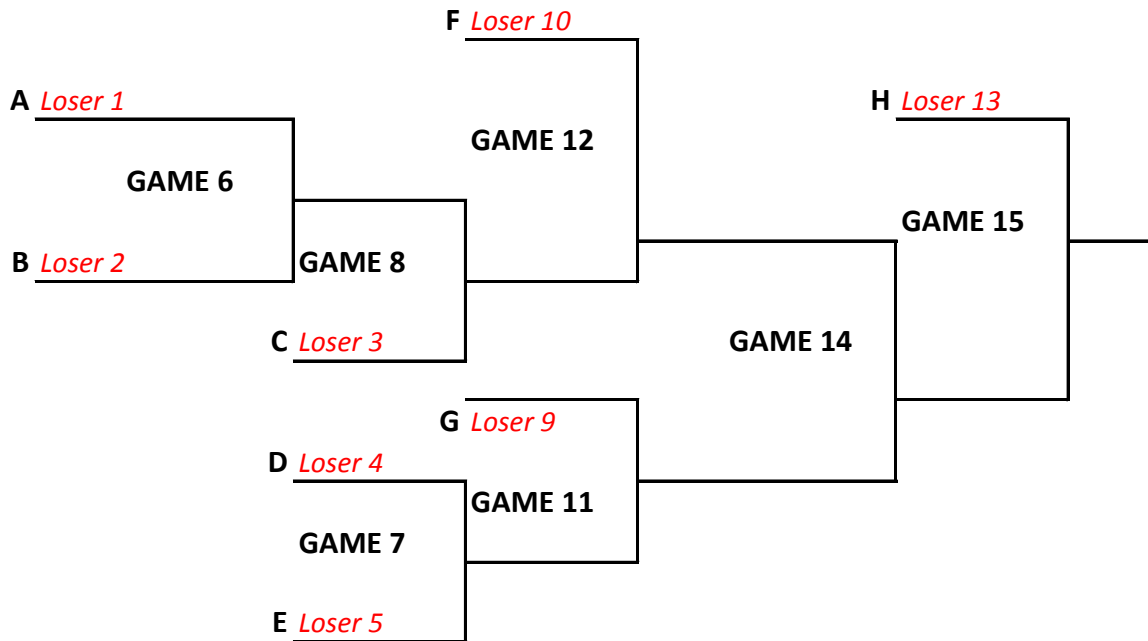 F Loser 10
A Loser 1
H Loser 13
GAME 12
GAME 6
GAME 15
B Loser 2
GAME 8
C Loser 3
GAME 14
G Loser 9
D Loser 4
GAME 11
GAME 7
E Loser 5